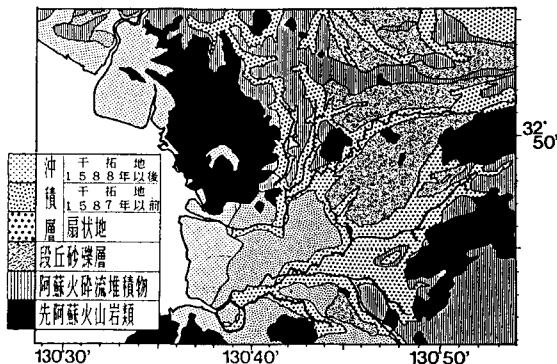 沖積層
干拓地
1588年以後
干拓地
1587年以前
扇状地
段丘砂礫層
阿蘇火砕流堆積物
先阿蘇火山岩類
32°
50'
130°30'
130°40'
130°50'